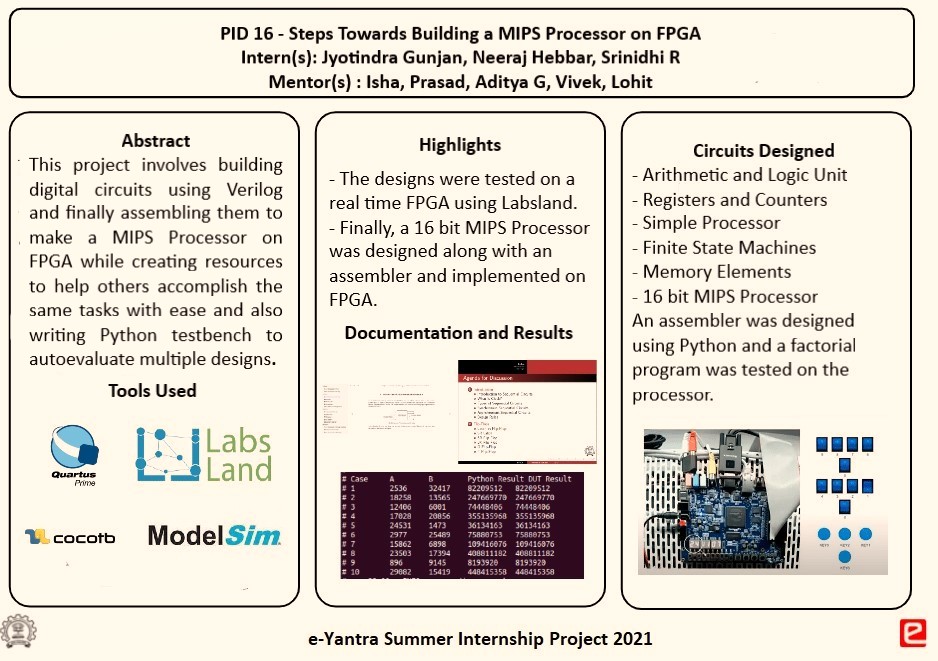 PID 16 - Steps Towards Building a MIPS Processor on FPGA
Intern(s): Jyotindra Gunjan, Neeraj Hebbar, Srinidhi R
Mentor(s) : Isha, Prasad, Aditya G, Vivek, Lohit
Abstract
This project involves building
digital circuits using Verilog
and finally assembling them to
make a MIPS Processor on
FPGA while creating resources
to help others accomplish the
same tasks with ease and also
writing Python testbench to
autoevaluate multiple designs.
Tools Used
Quartus
Prime
Labs
Land
cocotb
ModelSim
Highlights
- The designs were tested on a
real time FPGA using Labsland.
- Finally, a 16 bit MIPS Processor
was designed along with an
assembler and implemented on
FPGA.
Documentation and Results
Agenda for Discussion
# Case A B Python Result DUT Result
# 1 2536 32417 82209512 82209512
# 2 18258 13565 247669770 247669770
# 3 12406 6001 74448406 74448406
# 4 17028 20856 355135968 355135968
# 5 24531 1473 36134163 36134163
# 6 2977 25489 75880753 75880753
# 7 15862 6898 109416076 109416076
# 8 23503 17394 408811182 408811182
# 9 896 9145 8193920 8193920
# 10 29082 15419 448415358 448415358
Circuits Designed
- Arithmetic and Logic Unit
- Registers and Counters
- Simple Processor
- Finite State Machines
- Memory Elements
- 16 bit MIPS Processor
An assembler was designed
using Python and a factorial
program was tested on the
processor.
e-Yantra Summer Internship Project 2021